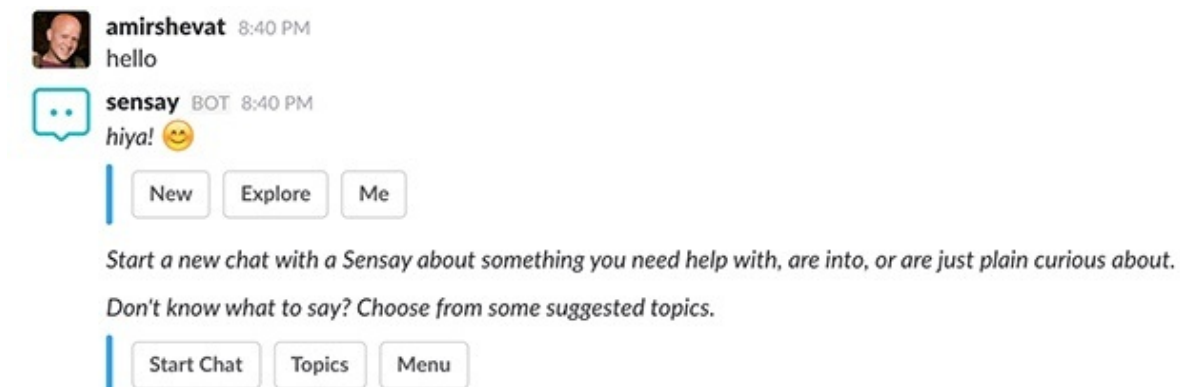 amirshevat 8:40 PM
hello
sensay BOT 8:40 PM
hiya! 😊
New Explore Me
Start a new chat with a Sensay about something you need help with, are into, or are just plain curious about.
Don't know what to say? Choose from some suggested topics.
Start Chat Topics Menu